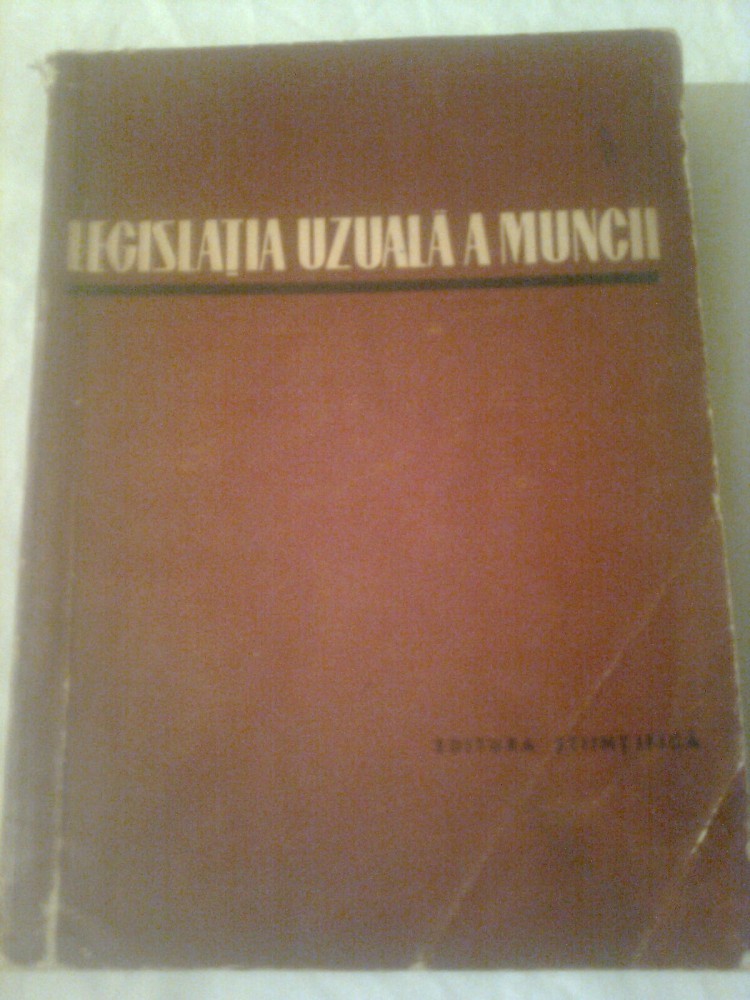 LEGISLAȚIA UZUALĂ A MUNCII
EDITURA ȘTIINȚIFICĂ